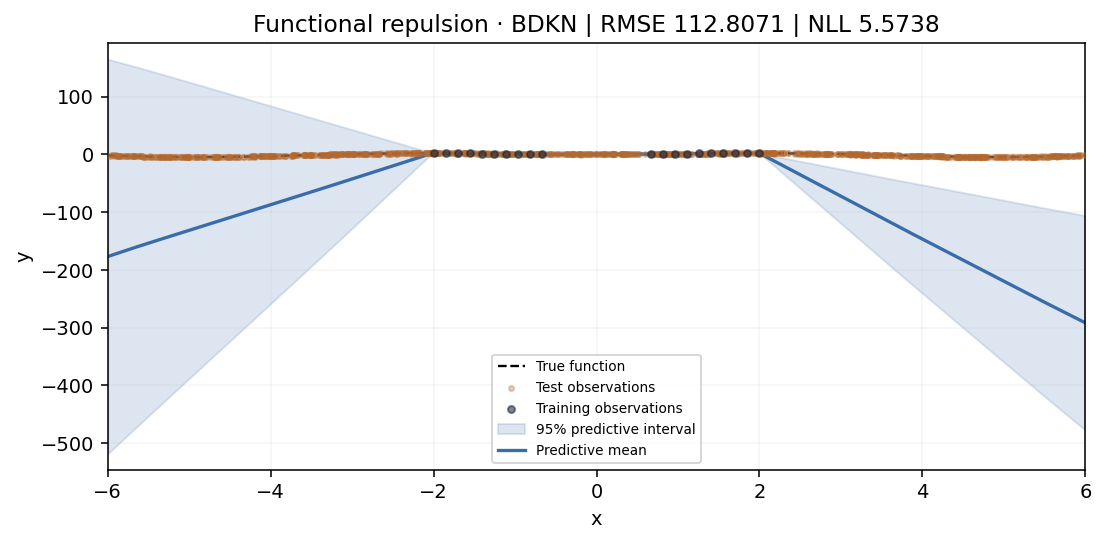 Functional repulsion · BDKN | RMSE 112.8071 | NLL 5.5738
100
0
−100
−200
−300
−400
−500
y
True function
Test observations
Training observations
95% predictive interval
Predictive mean
−6
−4
−2
0
2
4
6
x